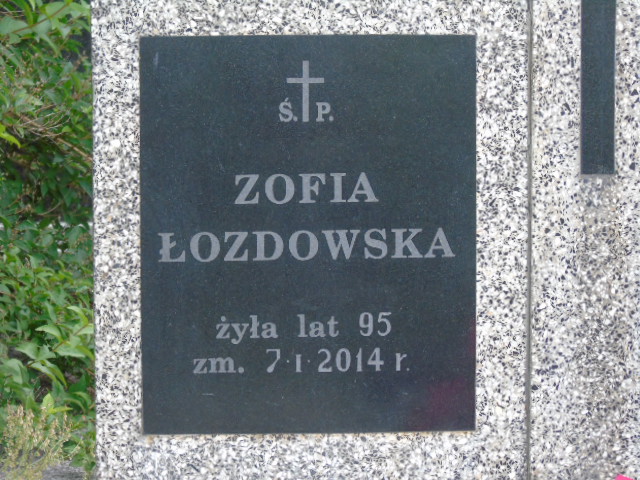 Ś. P.
ZOFIA
ŁOZDOWSKA
żyła lat 95
zm. 7·I·2014 r.